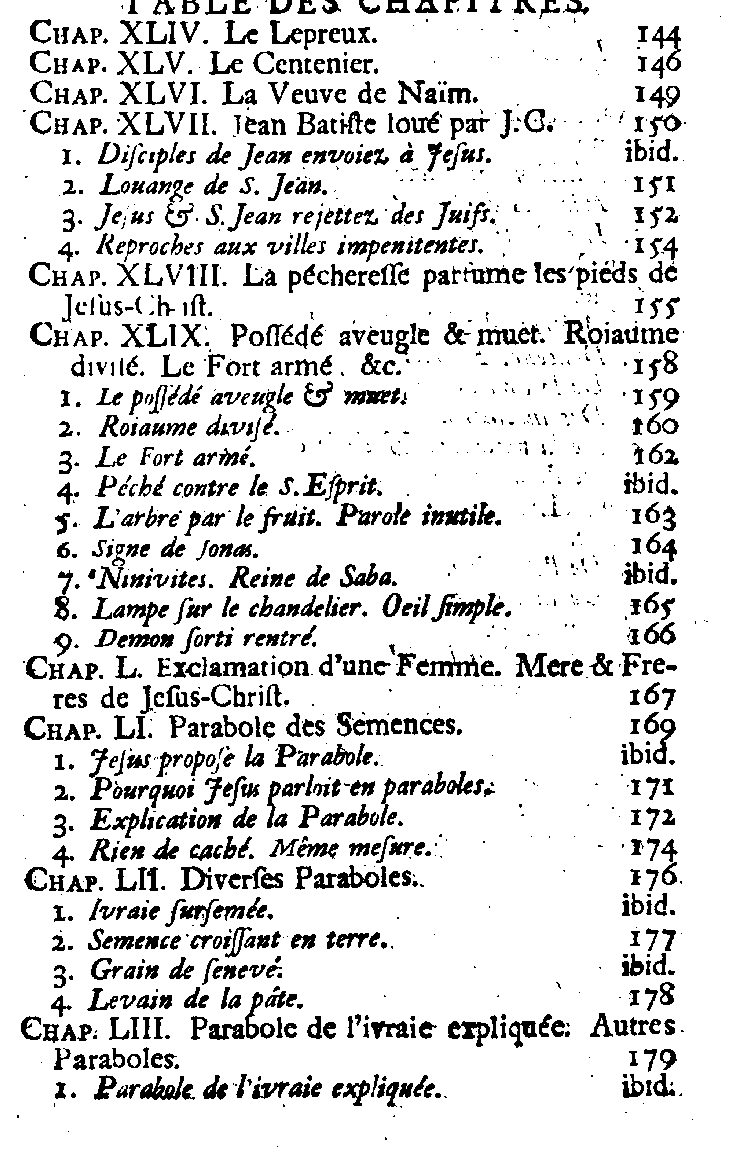 TABLE DES CHAPITRES.
CHAP. XLIV. Le Lepreux. 144
CHAP. XLV. Le Centenier. 146
CHAP. XLVI. La Veuve de Naïm. 149
CHAP. XLVII. Jean Batiſte loué par J. C. 150
1. Diſciples de Jean envoiez à Jeſus. ibid.
2. Louange de S. Jean. 151
3. Jeſus & S. Jean rejettez des Juifs. 152
4. Reproches aux villes impenitentes. 154
CHAP. XLVIII. La péchereſſe parfume les pieds de
Jeſus-Chriſt. 155
CHAP. XLIX. Poſſédé aveugle & muet. Roiaume
diviſé. Le Fort armé, &c. 158
1. Le poſſédé aveugle & muet. 159
2. Roiaume diviſé. 160
3. Le Fort armé. 162
4. Péché contre le S. Eſprit. ibid.
5. L'arbre par le fruit. Parole inutile. 163
6. Signe de Jonas. 164
7. Ninivites. Reine de Saba. ibid.
8. Lampe ſur le chandelier. Oeil ſimple. 165
9. Demon ſorti rentré. 166
CHAP. L. Exclamation d'une Femme. Mere & Fre-
res de Jeſus-Chriſt. 167
CHAP. LI. Parabole des Semences. 169
1. Jeſus propoſe la Parabole. ibid.
2. Pourquoi Jeſus parloit en paraboles. 171
3. Explication de la Parabole. 172
4. Rien de caché. Même meſure. 174
CHAP. LII. Diverſes Paraboles. 176
1. Ivraie ſurſemée. ibid.
2. Semence croiſſant en terre. 177
3. Grain de ſenevé. ibid.
4. Levain de la pâte. 178
CHAP. LIII. Parabole de l'ivraie expliquée. Autres
Paraboles. 179
1. Parabole de l'ivraie expliquée. ibid.